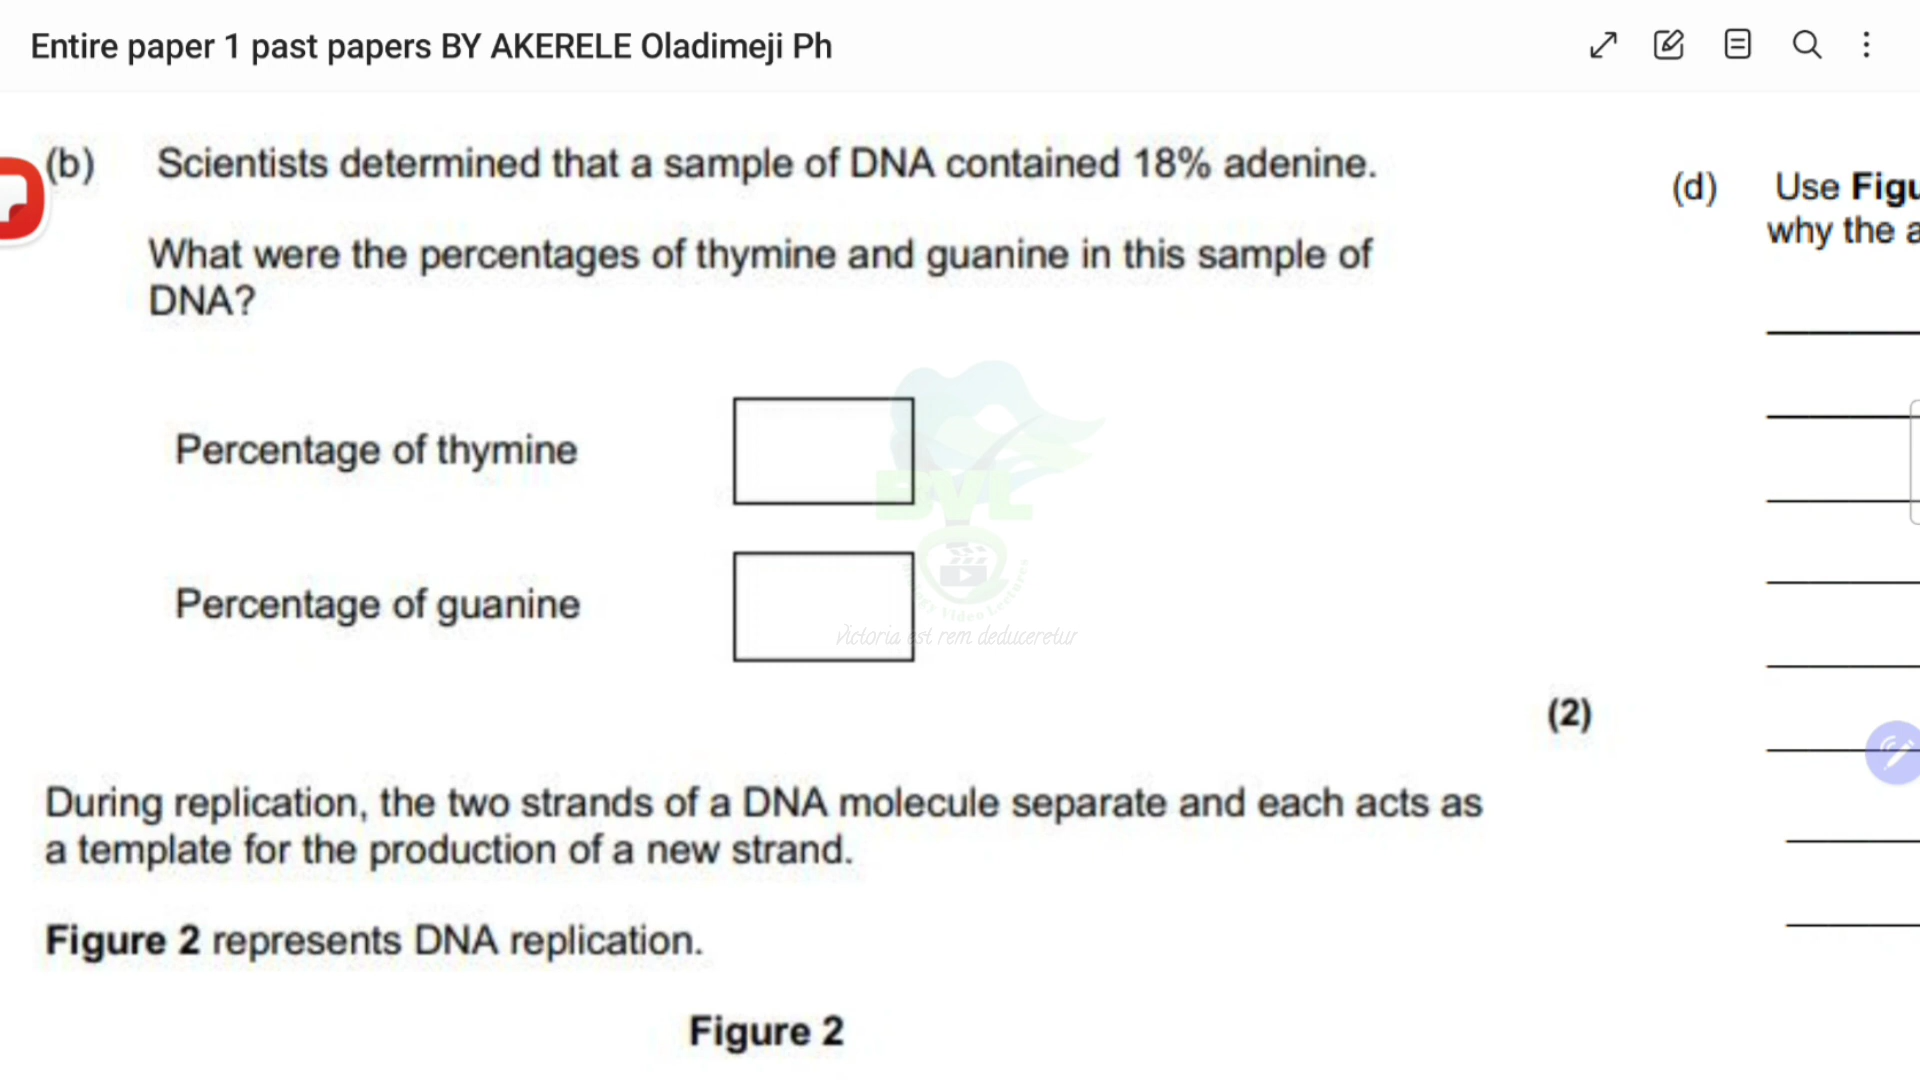 Entire paper 1 past papers BY AKERELE Oladimeji Ph
(b) Scientists determined that a sample of DNA contained 18% adenine.
What were the percentages of thymine and guanine in this sample of
DNA?
Percentage of thymine
Percentage of guanine
(2)
During replication, the two strands of a DNA molecule separate and each acts as
a template for the production of a new strand.
Figure 2 represents DNA replication.
Figure 2
(d) Use Figu
why the a
BVL
Video Lectures
Victoria est rem deduceretur